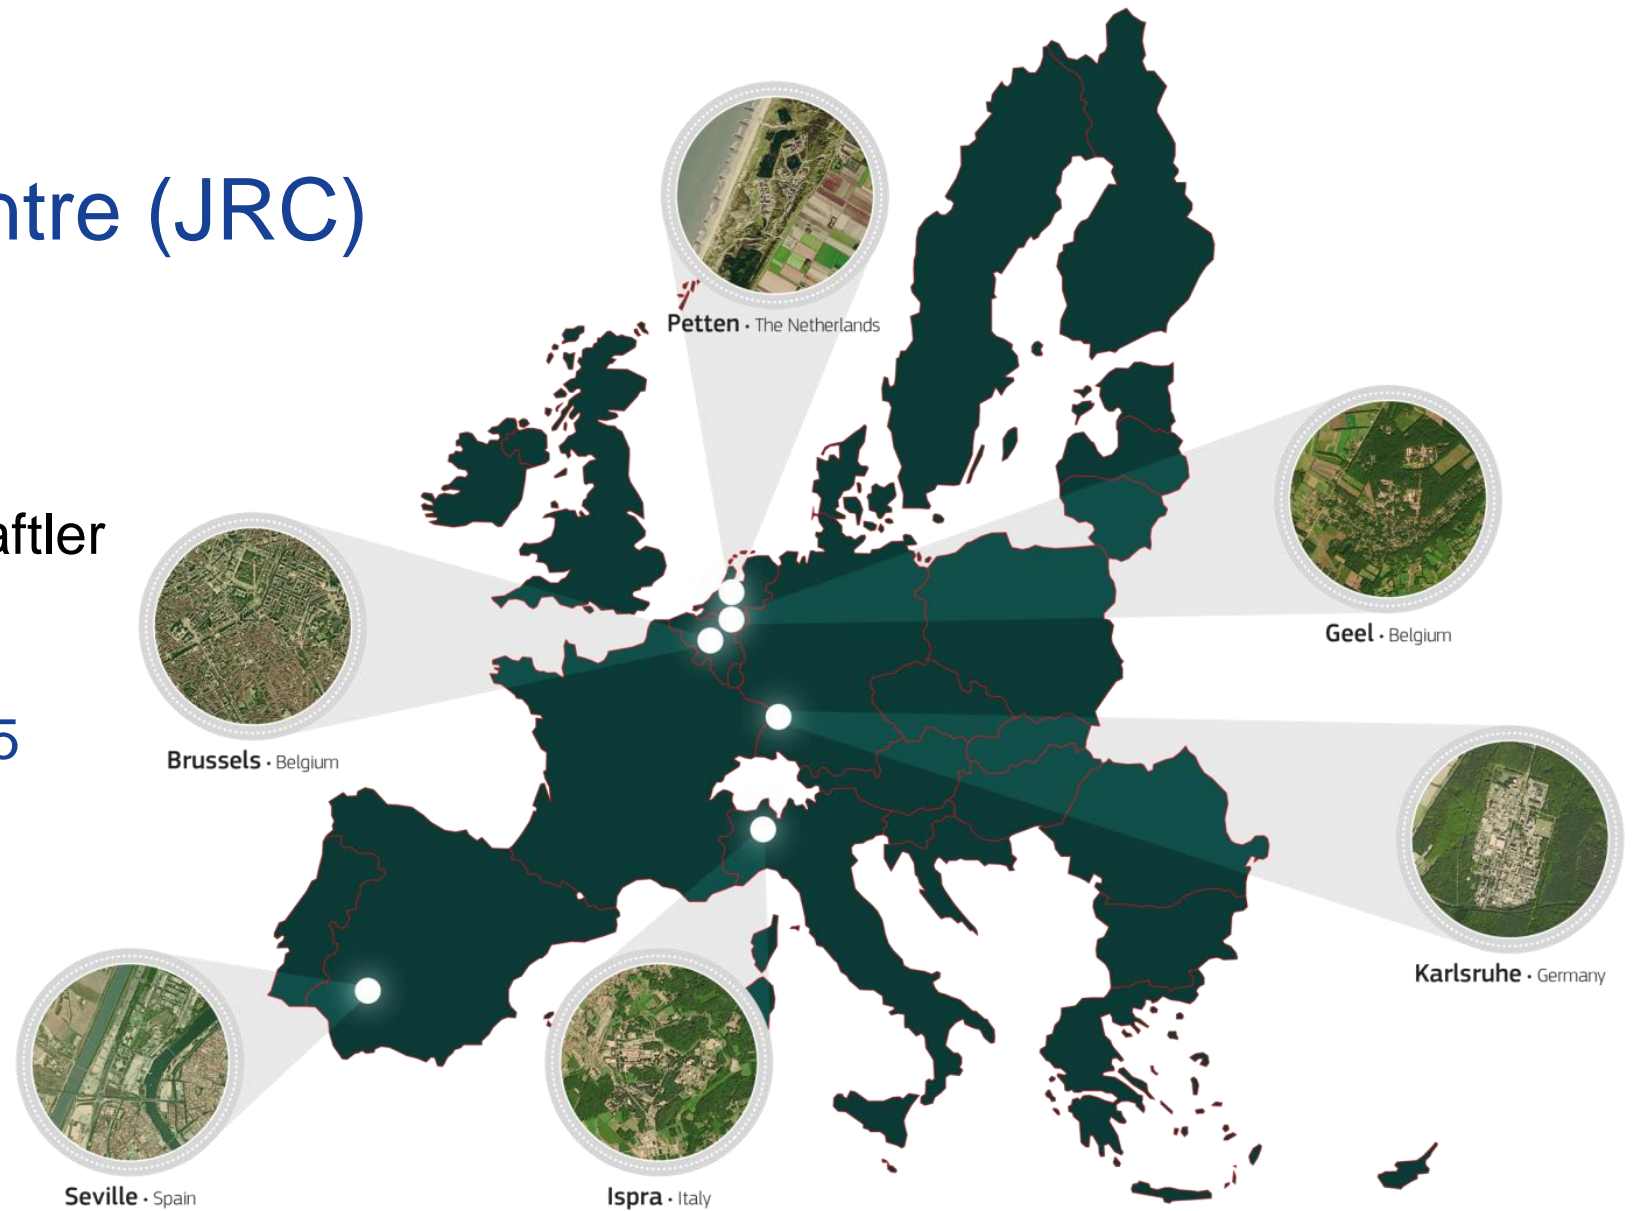 ntre (JRC)
Petten · The Netherlands
aftler
Geel · Belgium
5
Brussels · Belgium
Karlsruhe · Germany
Seville · Spain
Ispra · Italy